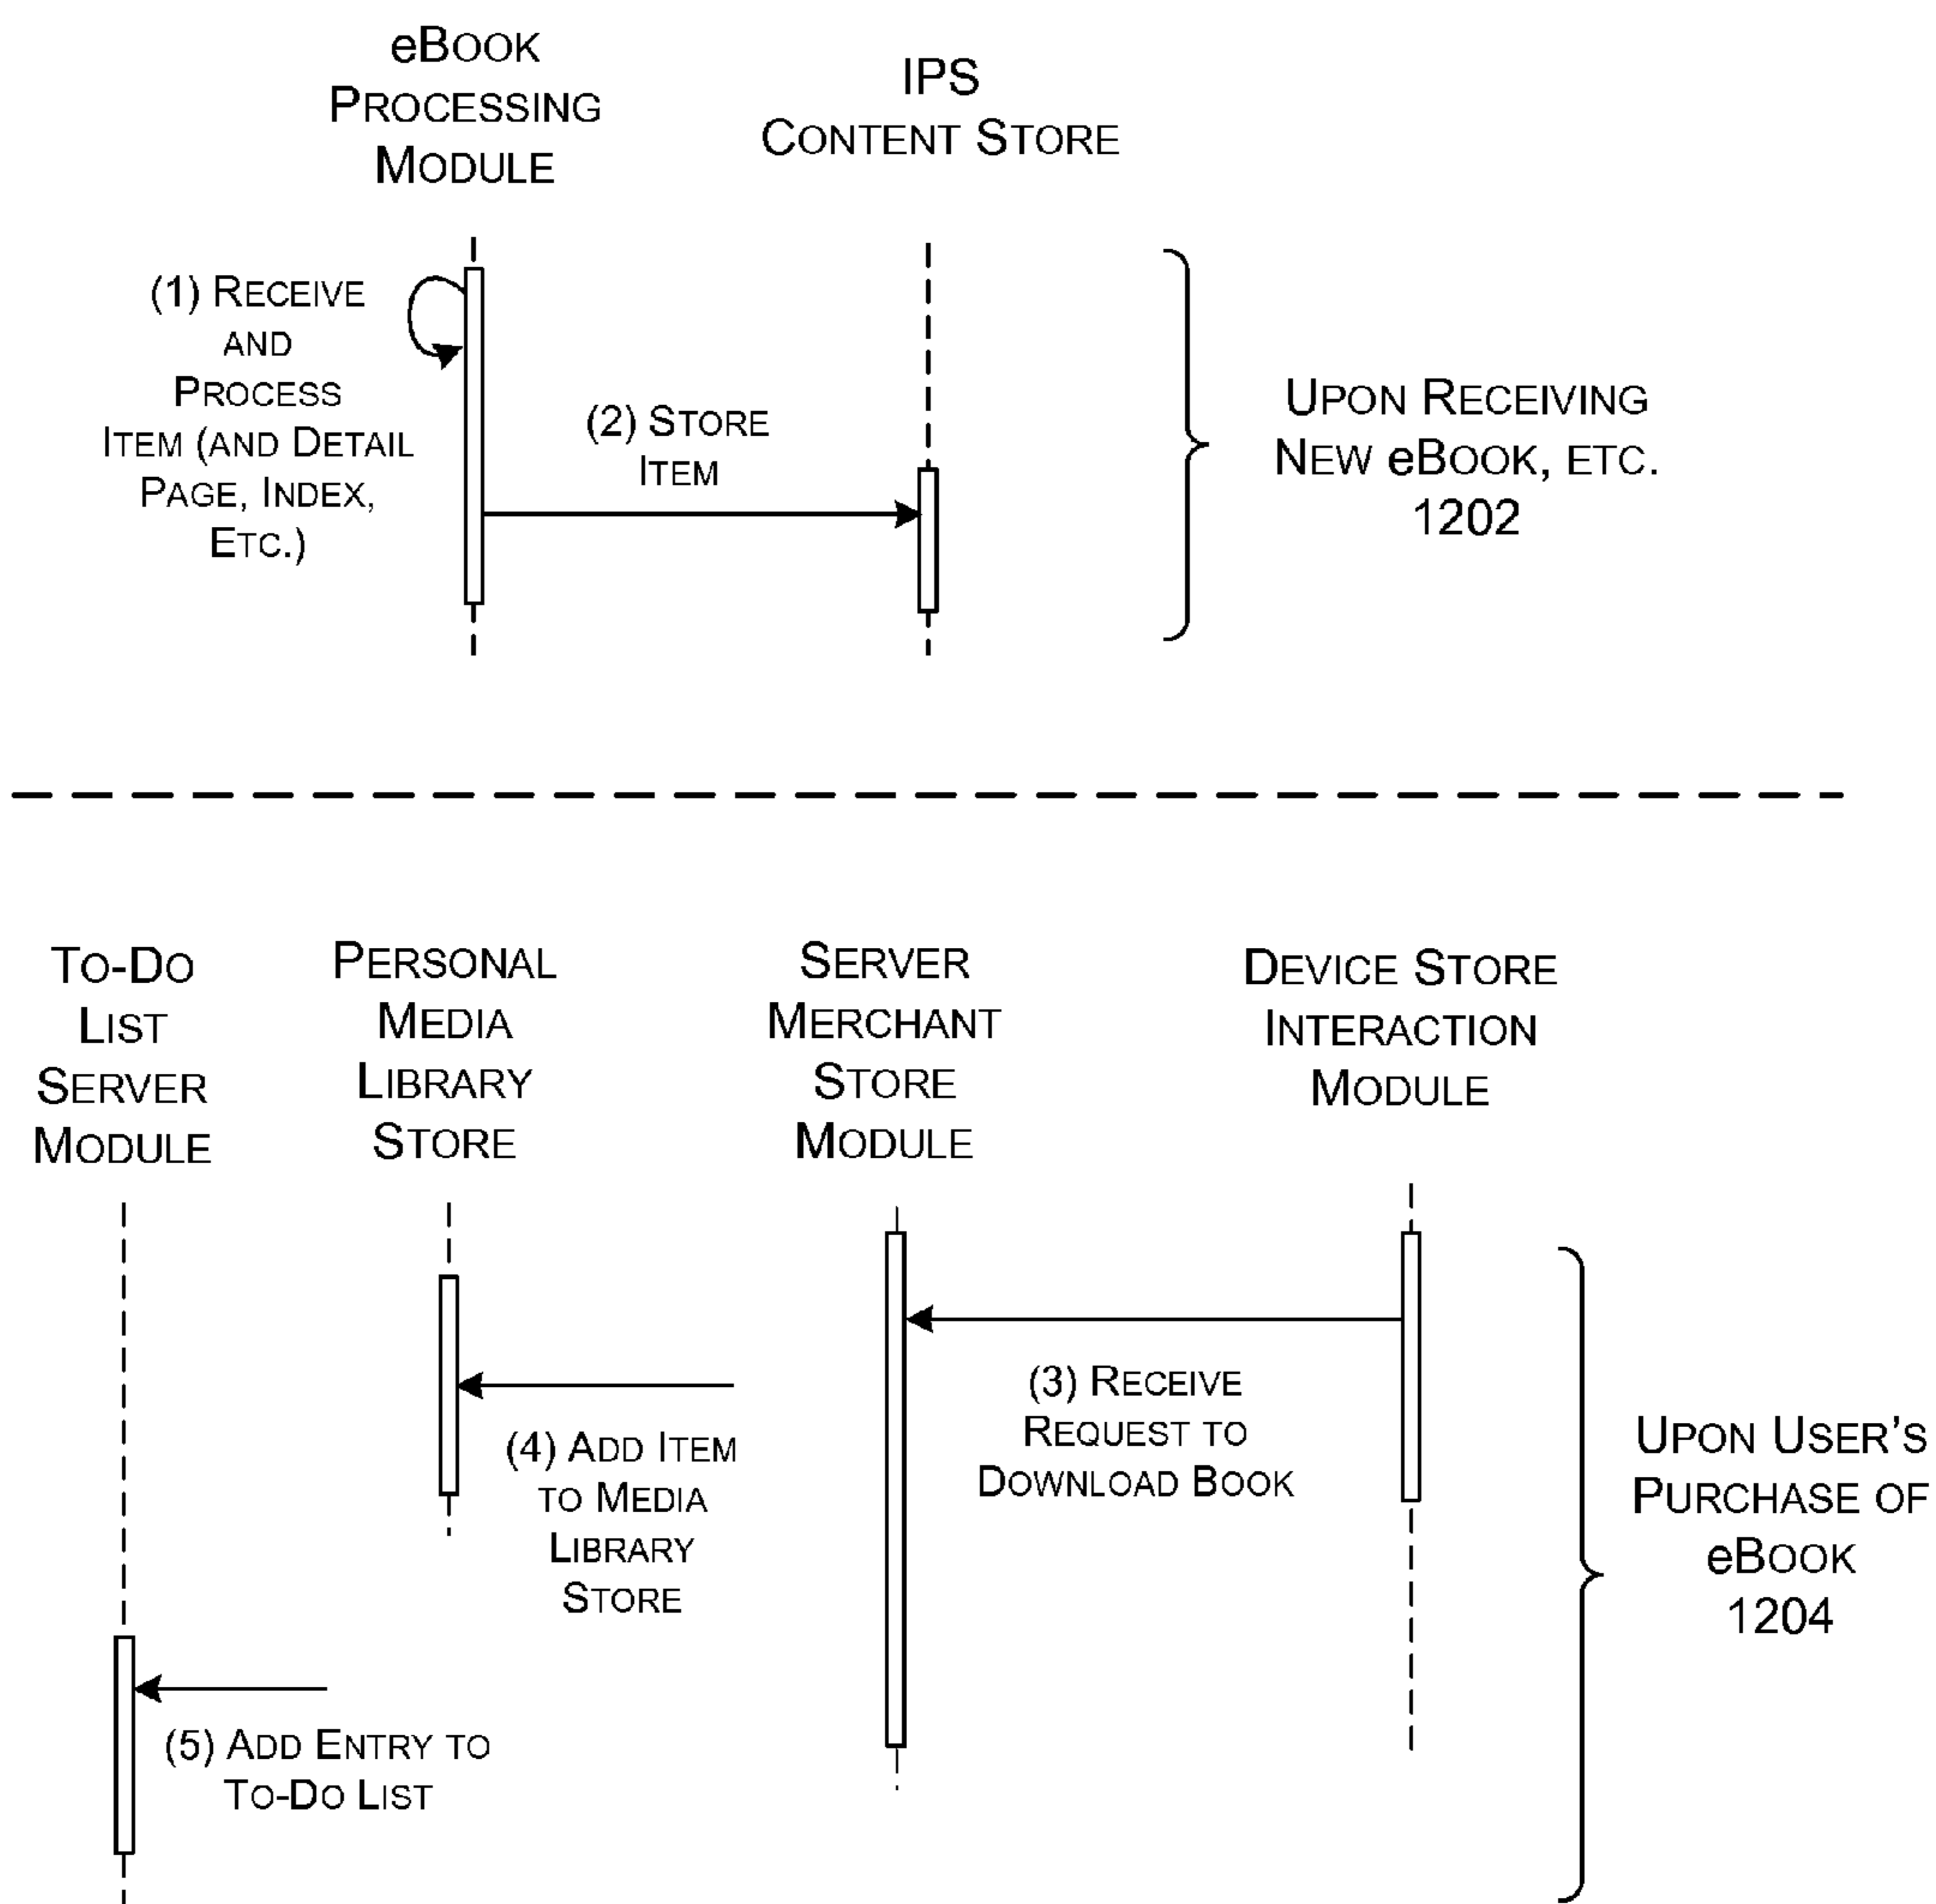 eBook
Processing
Module
IPS
Content Store
(1) Receive
and
Process
Item (and Detail
Page, Index,
Etc.)
(2) Store
Item
Upon Receiving
New eBook, etc.
1202
To-Do
List
Server
Module
Personal
Media
Library
Store
Server
Merchant
Store
Module
Device Store
Interaction
Module
(3) Receive
Request to
Download Book
(4) Add Item
to Media
Library
Store
(5) Add Entry to
To-Do List
Upon User's
Purchase of
eBook
1204